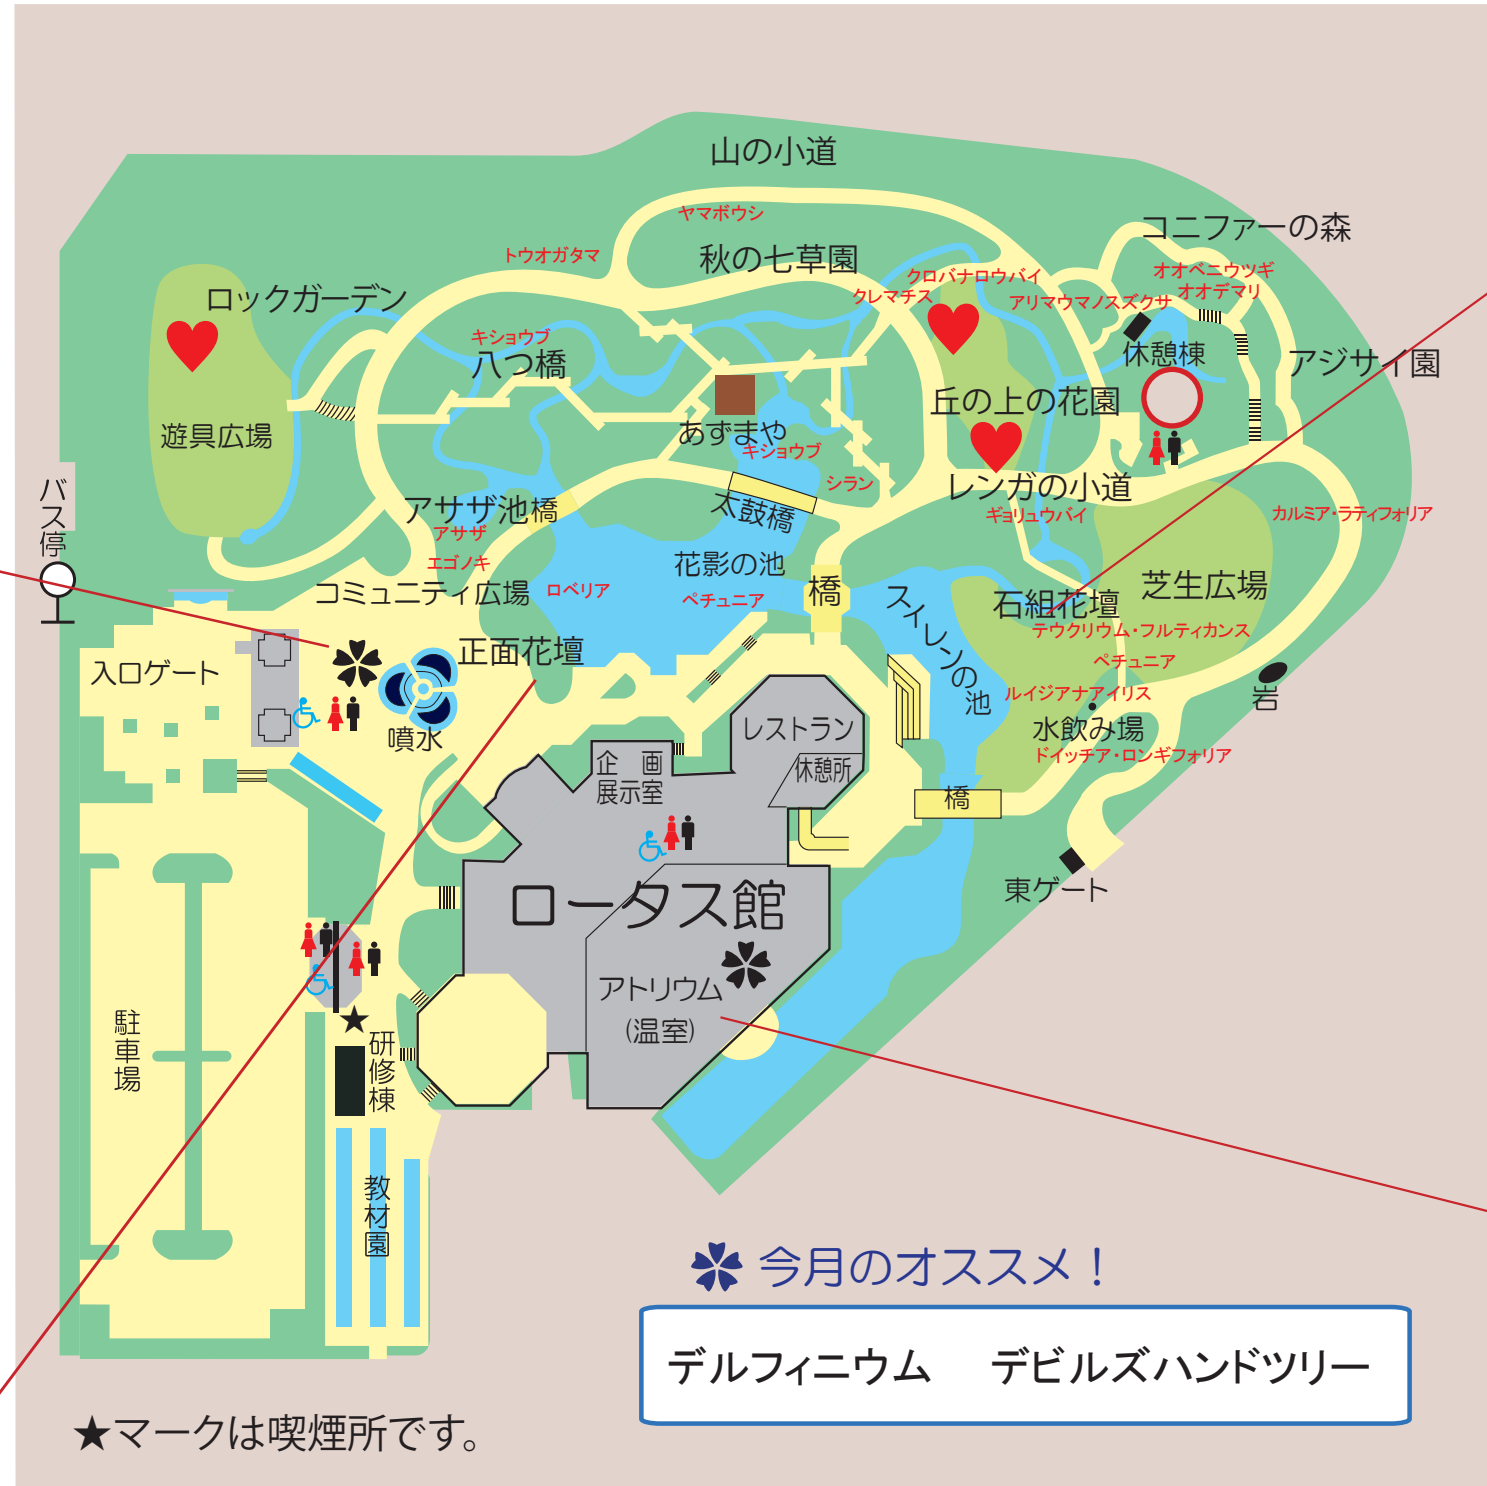 山の小道
ヤマボウシ
コニファーの森
トウオガタマ
秋の七草園
クロバナロウバイ
オオベニウツギ
ロックガーデン
クレマチス
アリマウマノスズクサ
オオデマリ
キショウブ
八つ橋
休憩棟
アジサイ園
丘の上の花園
遊具広場
あずまや
キショウブ
シラン
レンガの小道
バス停
アサザ池
橋
太鼓橋
ギョリュウバイ
カルミア・ラティフォリア
アサザ
エゴノキ
花影の池
コミュニティ広場
ロベリア
ペチュニア
橋
スイレンの池
石組花壇
芝生広場
テウクリウム・フルティカンス
正面花壇
ペチュニア
入口ゲート
ルイジアナアイリス
岩
噴水
レストラン
水飲み場
ドイッチア・ロンギフォリア
企画
展示室
休憩所
橋
東ゲート
ロータス館
アトリウム
(温室)
駐車場
研修棟
教材園
今月のオススメ！
デルフィニウム　デビルズハンドツリー
★マークは喫煙所です。